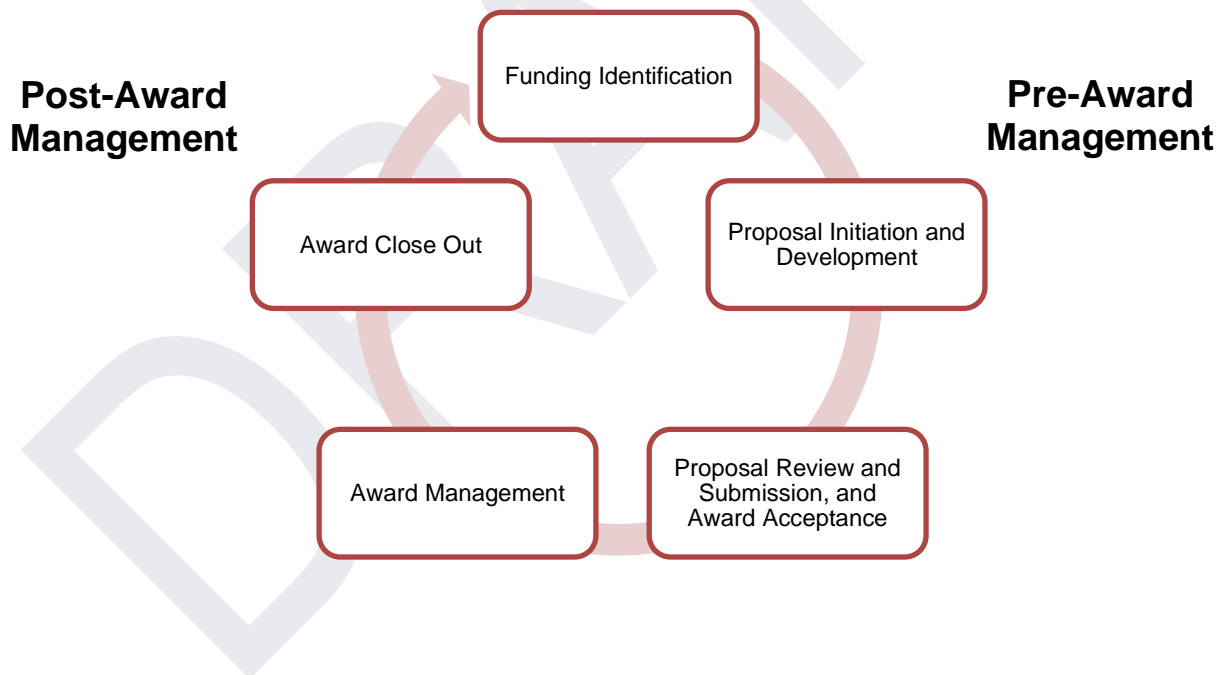 Funding Identification
Post-Award
Management
Pre-Award
Management
Award Close Out
Proposal Initiation and
Development
Award Management
Proposal Review and
Submission, and
Award Acceptance
DRAFT